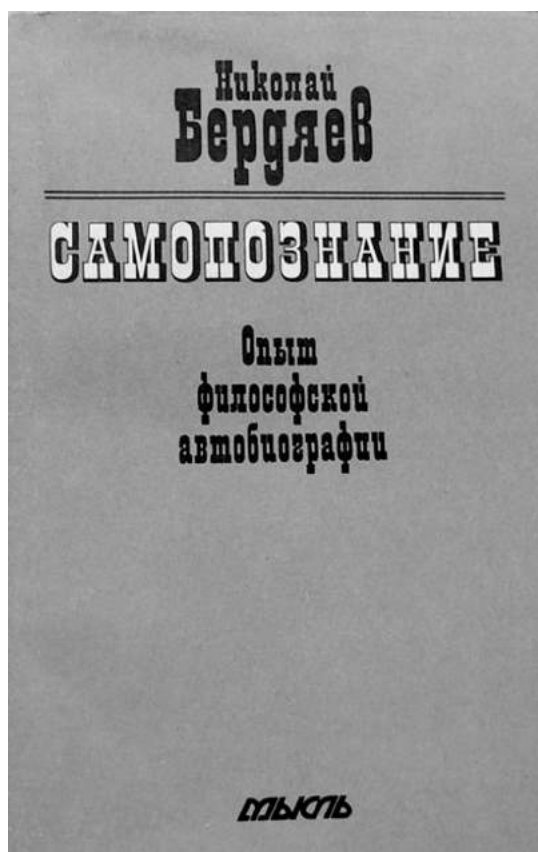 Николай
Бердяев
САМОПОЗНАНИЕ
Опыт
философской
автобиографии
мысль